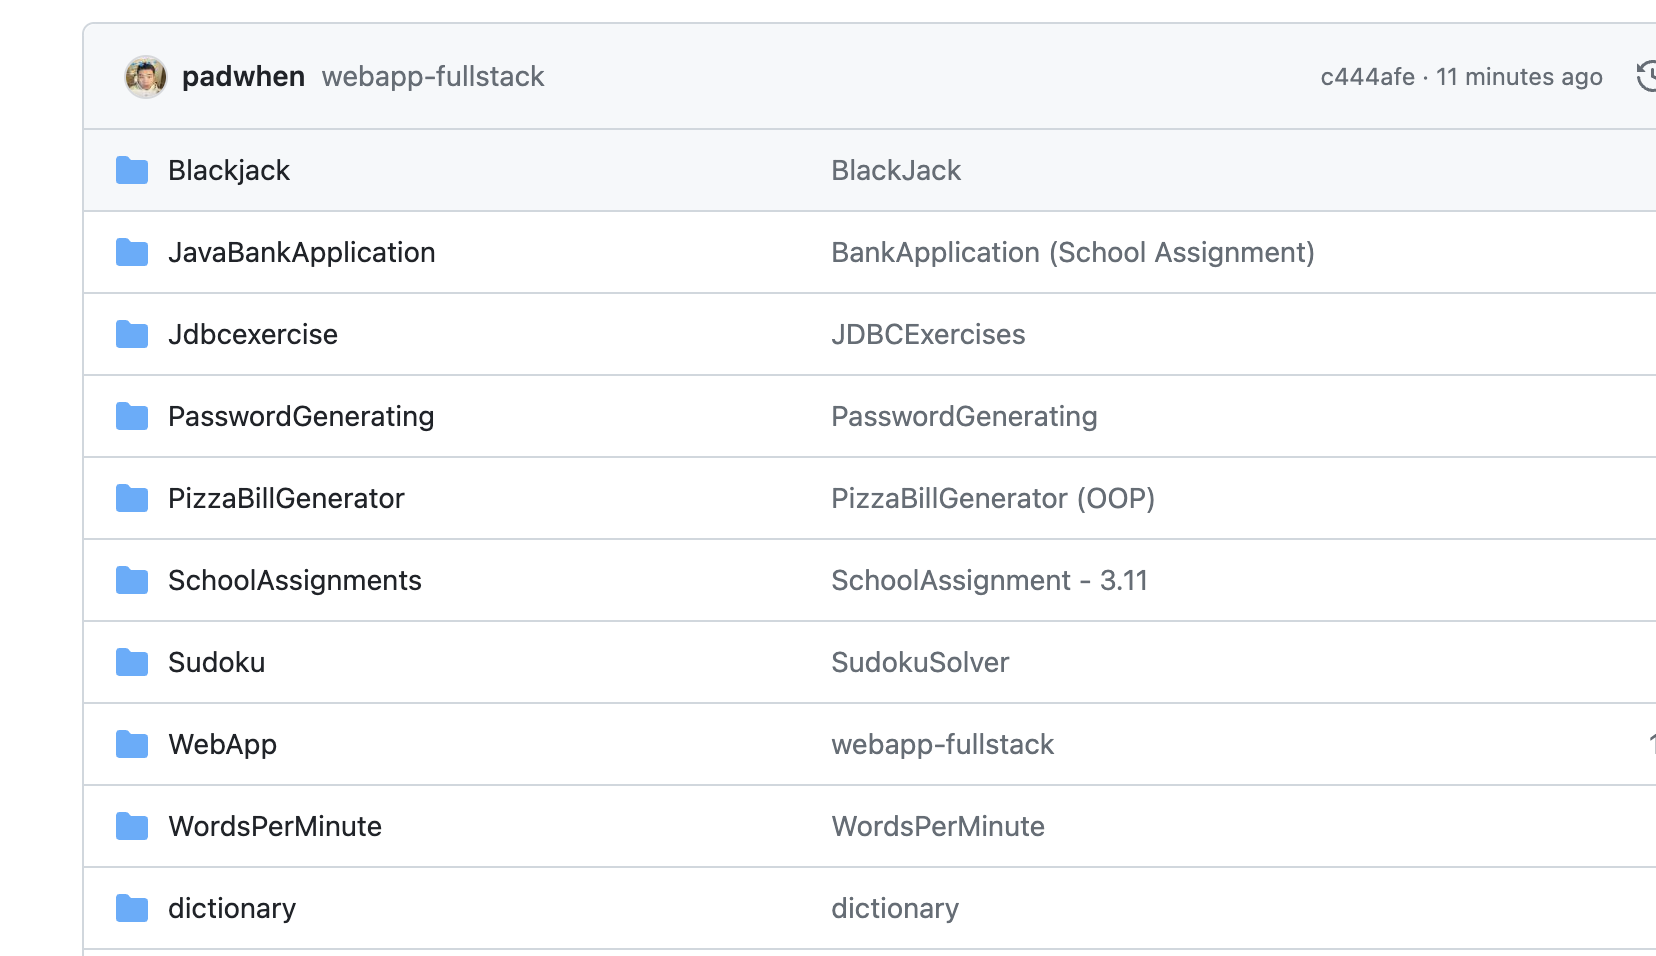 padwhen webapp-fullstack c444afe · 11 minutes ago
Blackjack BlackJack
JavaBankApplication BankApplication (School Assignment)
Jdbcexercise JDBCExercises
PasswordGenerating PasswordGenerating
PizzaBillGenerator PizzaBillGenerator (OOP)
SchoolAssignments SchoolAssignment - 3.11
Sudoku SudokuSolver
WebApp webapp-fullstack
WordsPerMinute WordsPerMinute
dictionary dictionary